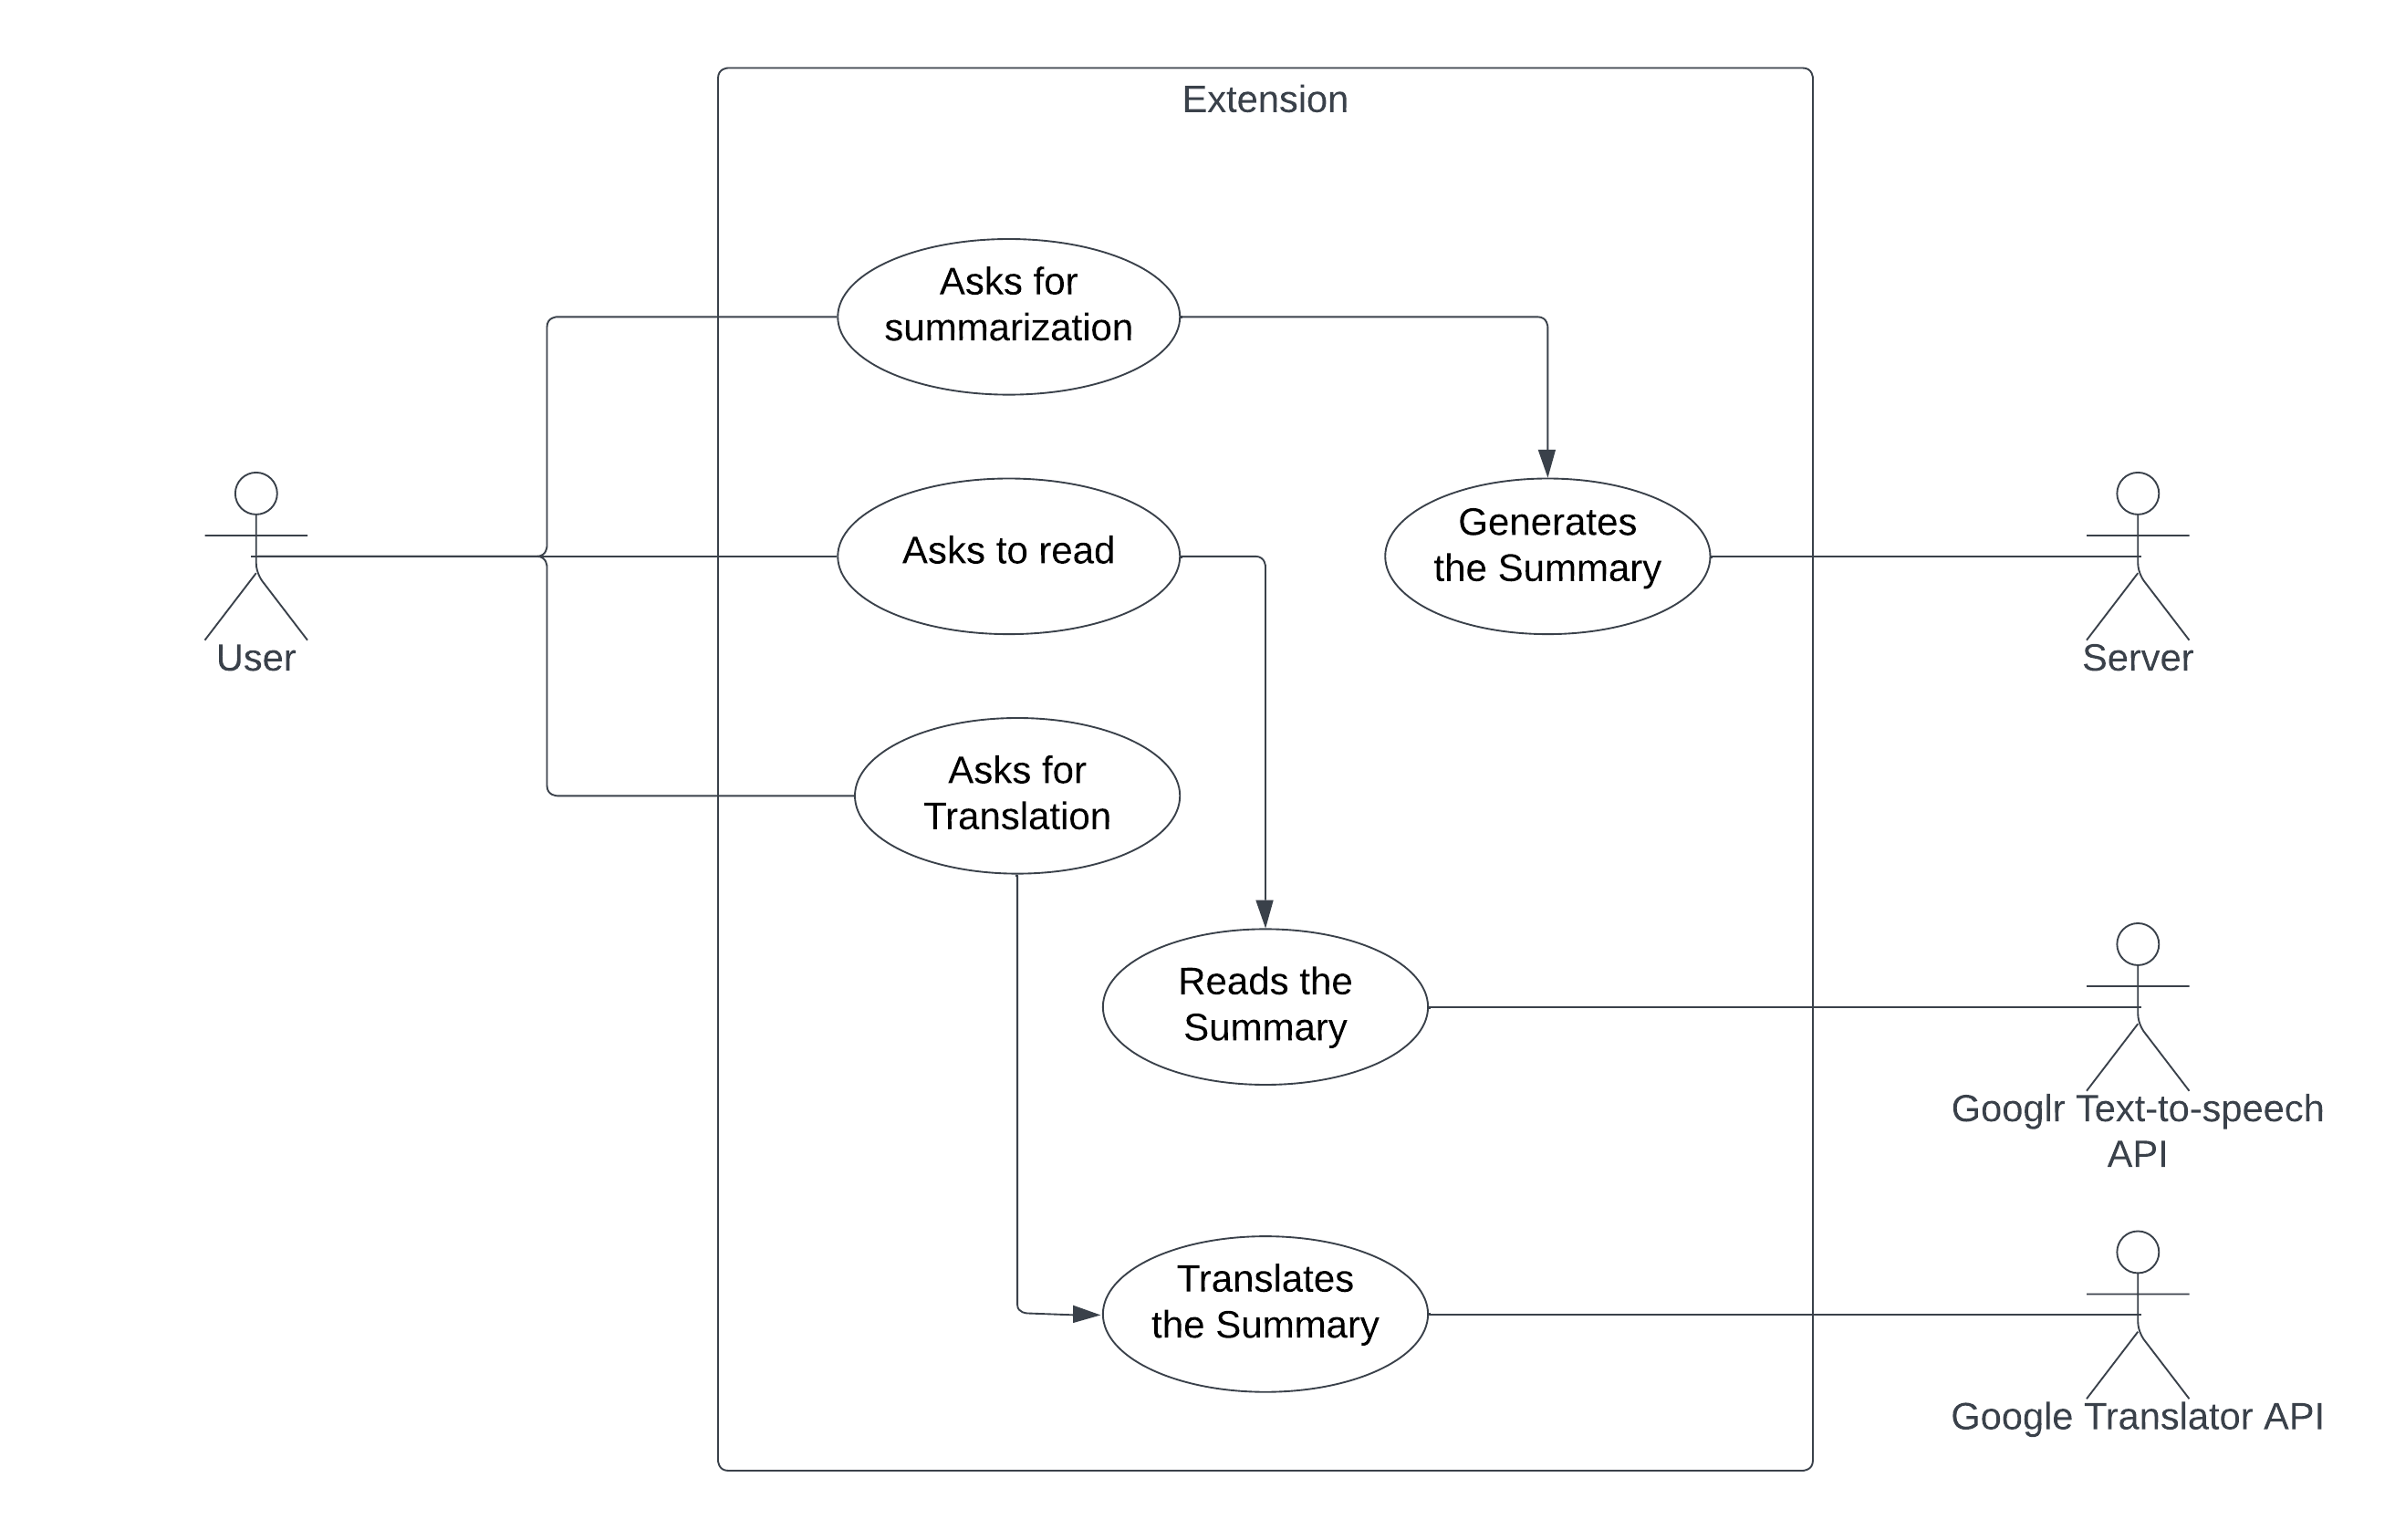 Extension
Asks for
summarization
Asks to read
Generates
the Summary
User
Server
Asks for
Translation
Reads the
Summary
Googlr Text-to-speech
API
Translates
the Summary
Google Translator API